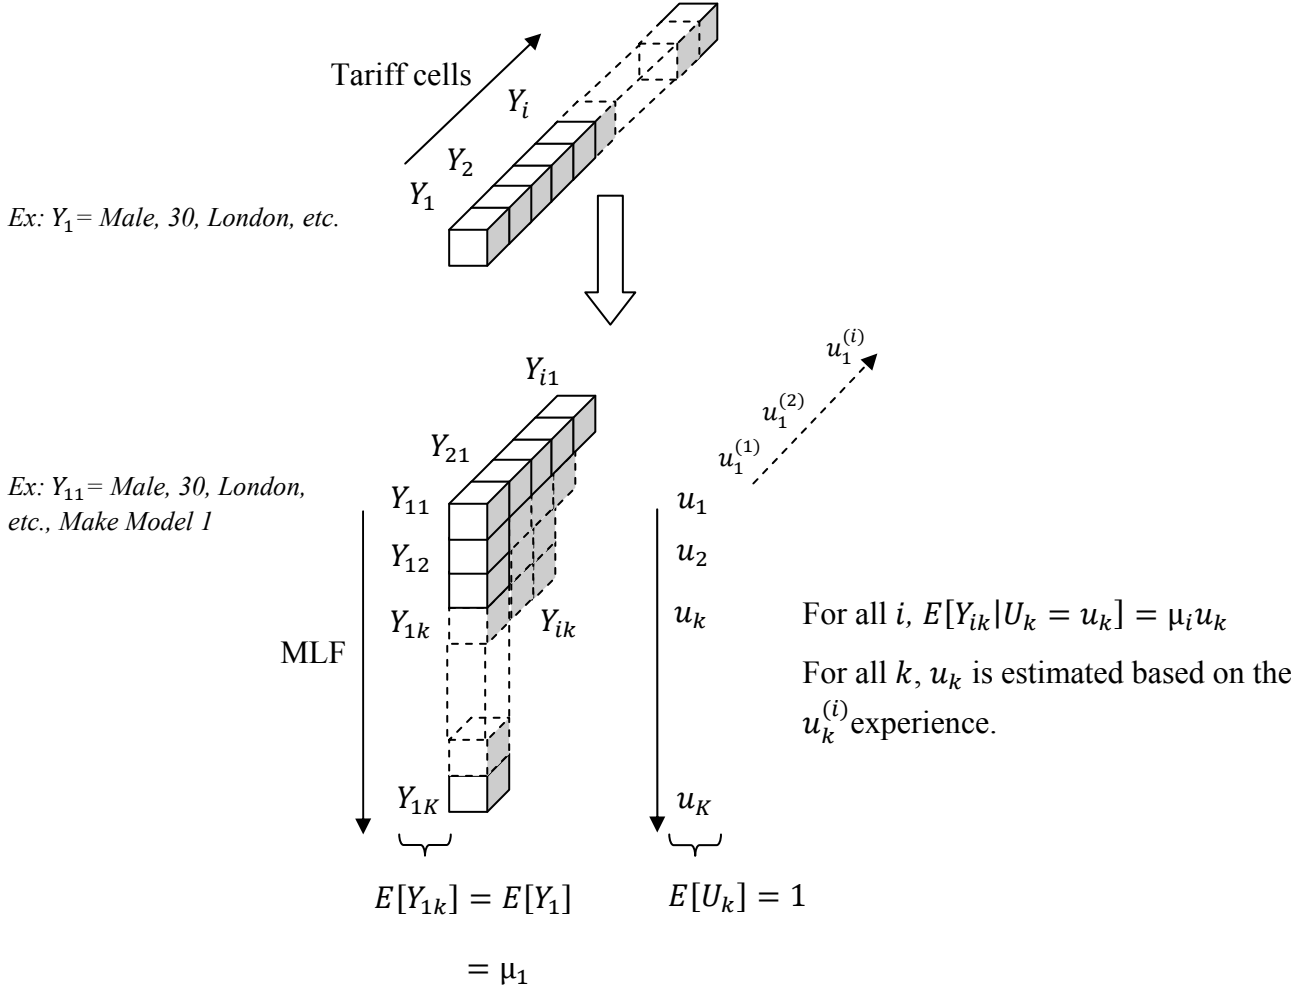 Tariff cells
Y_i
Y_2
Y_1
Ex: Y_1= Male, 30, London, etc.
u_1^{(i)}
Y_{i1}
u_1^{(2)}
Y_{21}
u_1^{(1)}
Ex: Y_{11}= Male, 30, London,
etc., Make Model 1
Y_{11}
u_1
Y_{12}
u_2
Y_{1k}
Y_{ik}
u_k
For all i, E[Y_{ik}|U_k = u_k] = μ_i u_k
MLF
For all k, u_k is estimated based on the
u_k^{(i)} experience.
Y_{1K}
u_K
E[Y_{1k}] = E[Y_1]
E[U_k] = 1
= μ_1